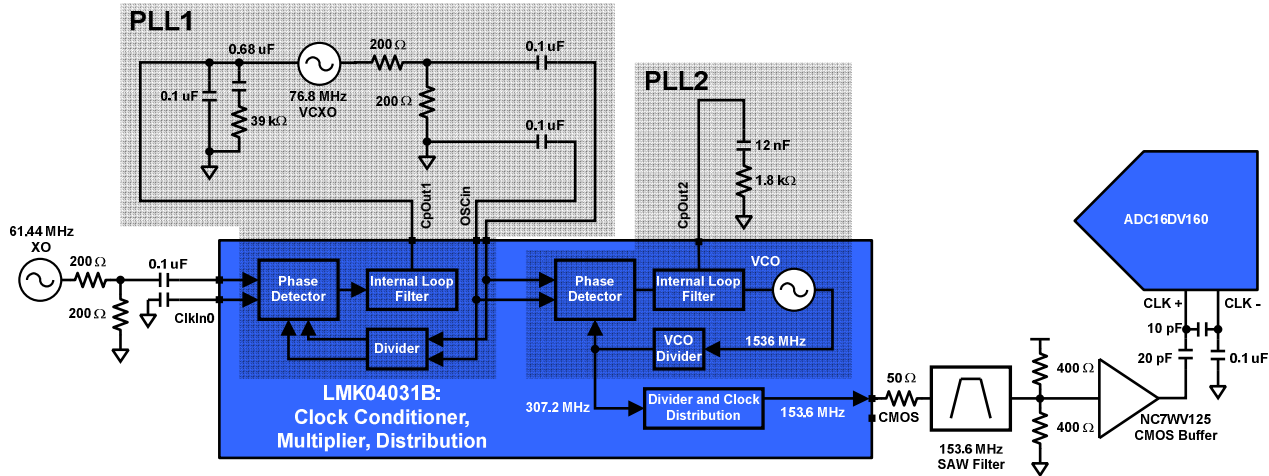 PLL1
0.68 uF
0.1 uF
39 kΩ
76.8 MHz
VCXO
200 Ω
200 Ω
0.1 uF
0.1 uF
CpOut1
OSCin
PLL2
12 nF
1.8 kΩ
CpOut2
ADC16DV160
CLK +
CLK -
61.44 MHz
XO
200 Ω
200 Ω
0.1 uF
ClkIn0
Phase
Detector
Internal Loop
Filter
Divider
Phase
Detector
Internal Loop
Filter
VCO
VCO
Divider
1536 MHz
LMK04031B:
Clock Conditioner,
Multiplier, Distribution
307.2 MHz
Divider and Clock
Distribution
153.6 MHz
CMOS
50 Ω
153.6 MHz
SAW Filter
400 Ω
400 Ω
NC7WV125
CMOS Buffer
10 pF
20 pF
0.1 uF